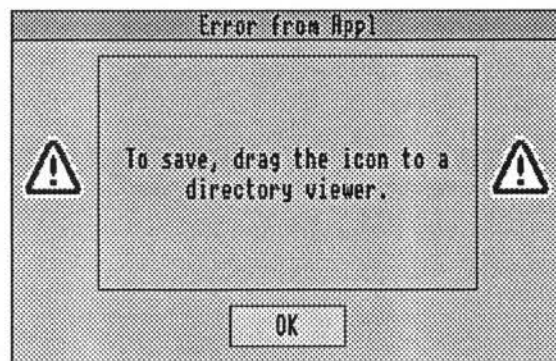 Error from Appl
To save, drag the icon to a
directory viewer.
OK